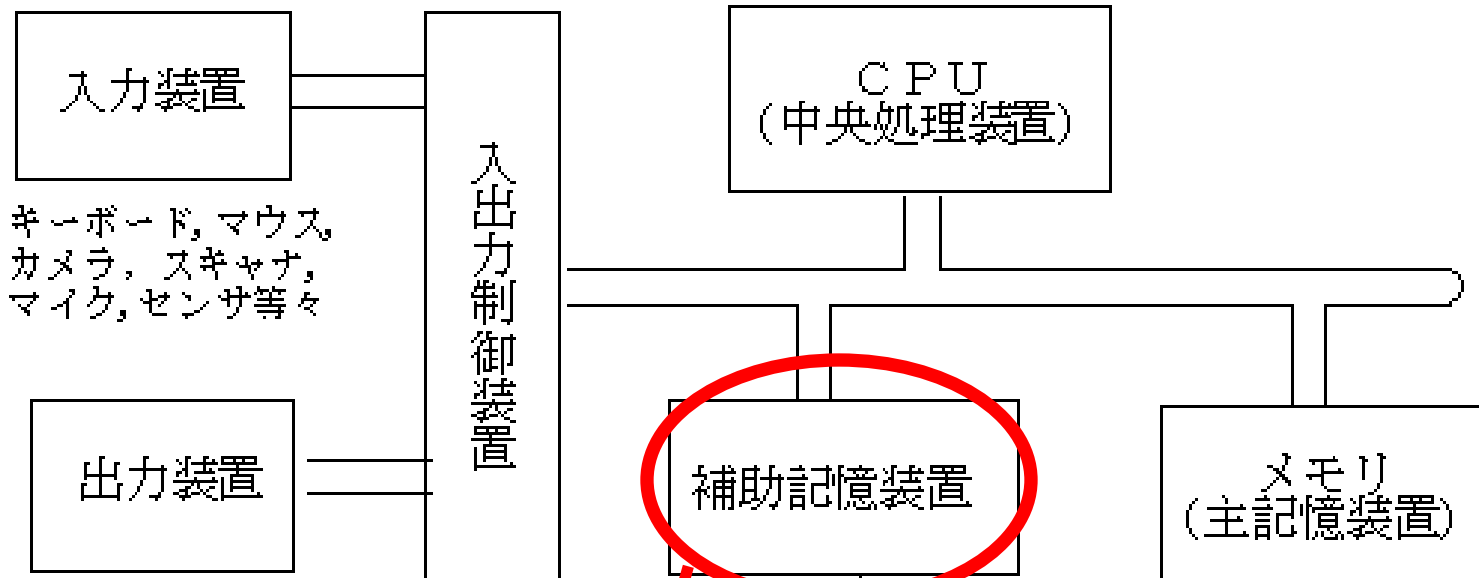 入力装置
キーボード,マウス,
カメラ, スキャナ,
マイク,センサ等々
出力装置
入出力制御装置
CPU
(中央処理装置)
補助記憶装置
メモリ
(主記憶装置)